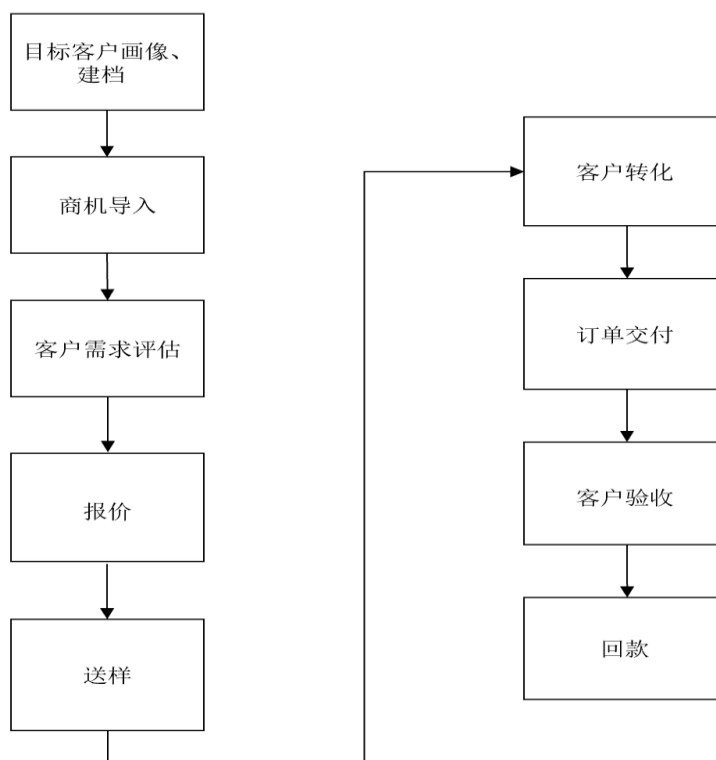 目标客户画像、
建档
商机导入
客户需求评估
报价
送样
客户转化
订单交付
客户验收
回款